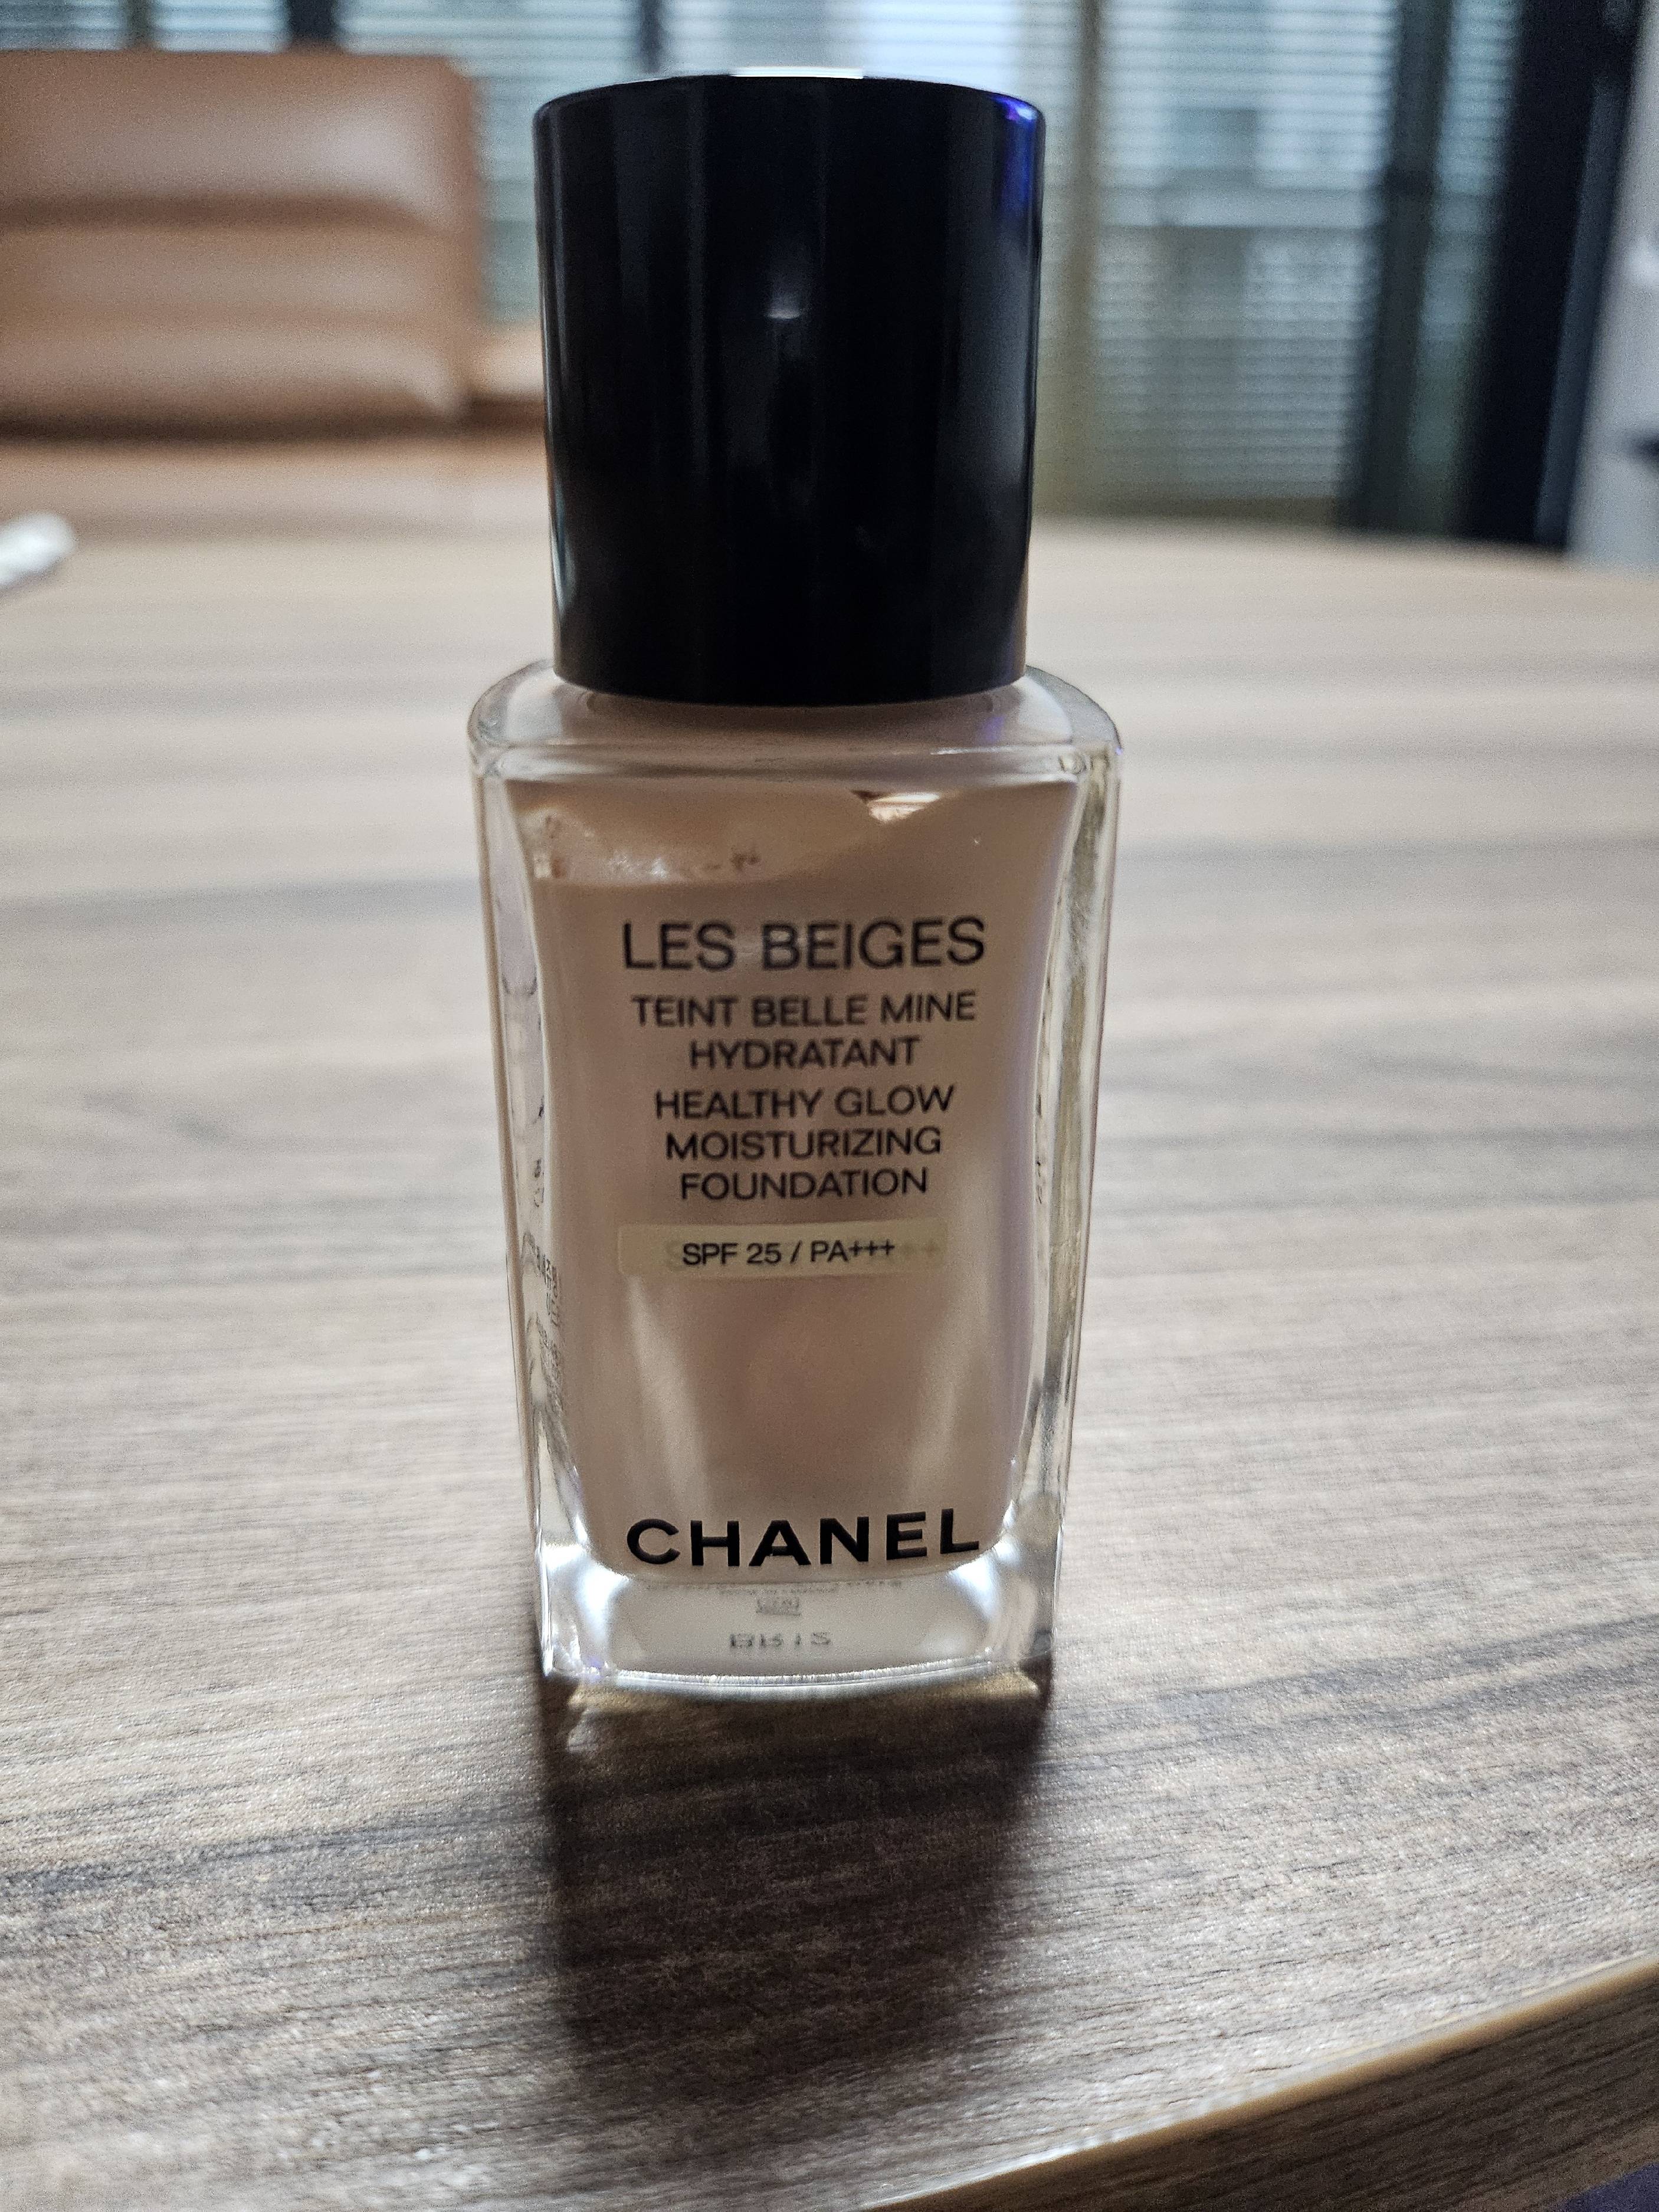 LES BEIGES
TEINT BELLE MINE
HYDRATANT
HEALTHY GLOW
MOISTURIZING
FOUNDATION
SPF 25 / PA+++
CHANEL